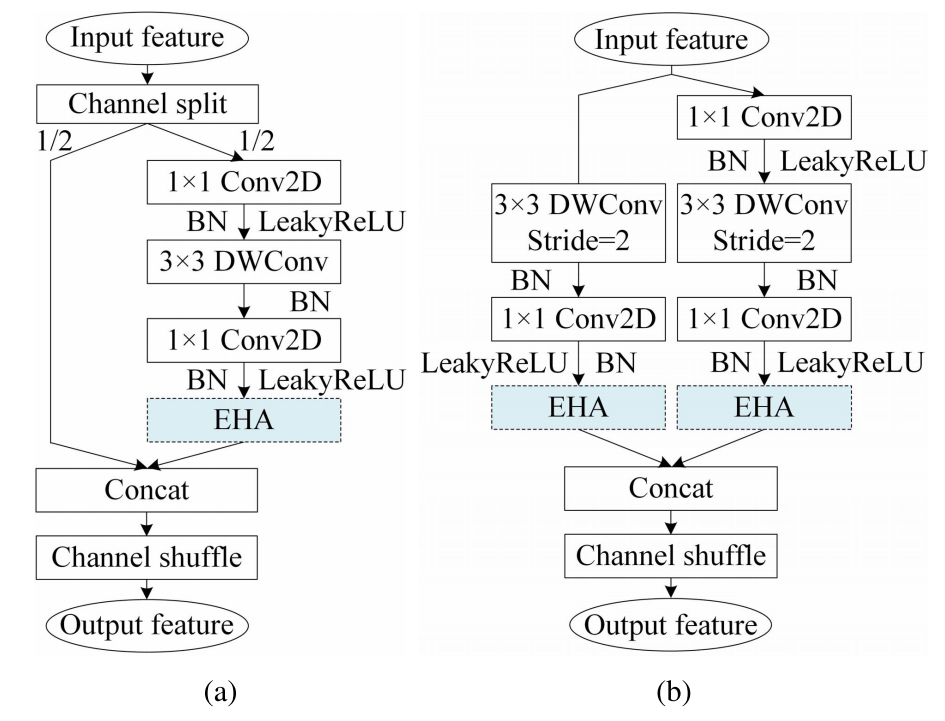 Input feature
Channel split
1/2
1/2
1×1 Conv2D
BN LeakyReLU
3×3 DWConv
BN
1×1 Conv2D
BN LeakyReLU
EHA
Concat
Channel shuffle
Output feature
(a)
Input feature
1×1 Conv2D
BN LeakyReLU
3×3 DWConv
Stride=2
3×3 DWConv
Stride=2
BN
BN
1×1 Conv2D
1×1 Conv2D
LeakyReLU BN
BN LeakyReLU
EHA
EHA
Concat
Channel shuffle
Output feature
(b)